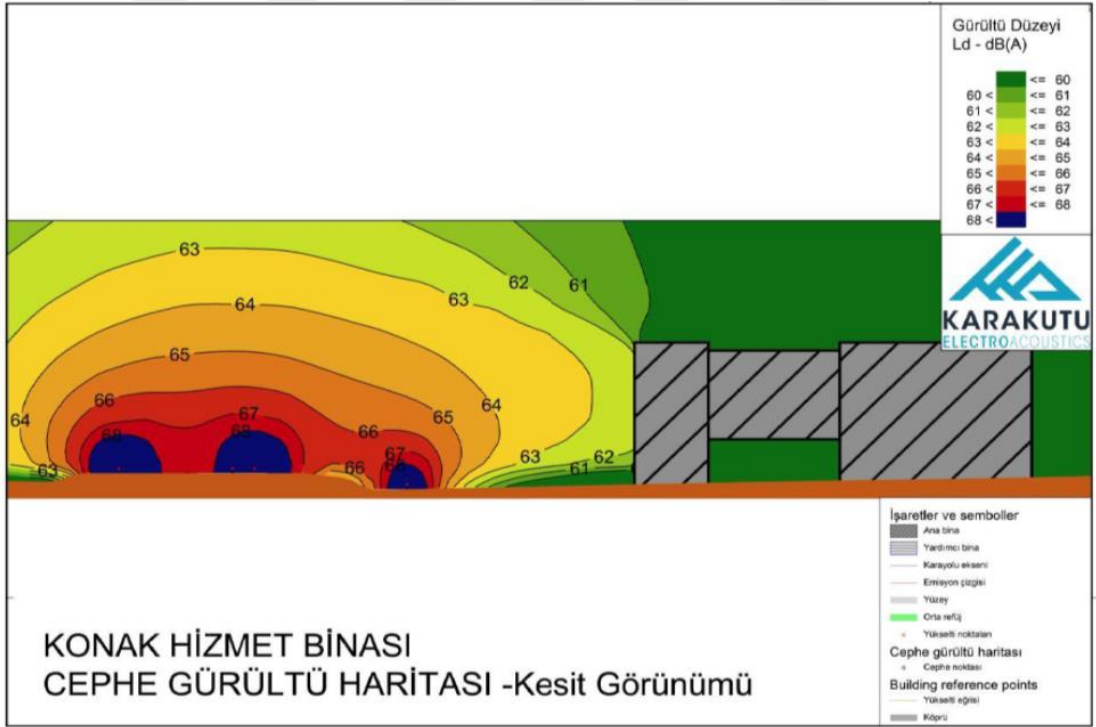 Gürültü Düzeyi
Ld - dB(A)
<= 60
60 < <= 61
61 < <= 62
62 < <= 63
63 < <= 64
64 < <= 65
65 < <= 66
66 < <= 67
67 < <= 68
68 <
KARAKUTU
ELECTROACOUSTICS
63
62
61
63
64
65
66
64
67
68
68
66
67
68
66
65
64
63
63
61
62
İşaretler ve semboller
Ana bina
Yardımcı bina
Karayolu ekseni
Emisyon çizgisi
Yüzey
Orta refüj
Yükselti noktaları
Cephe gürültü haritası
Cephe noktası
Building reference points
Yükselti eğrisi
Köprü
KONAK HİZMET BİNASI
CEPHE GÜRÜLTÜ HARİTASI -Kesit Görünümü